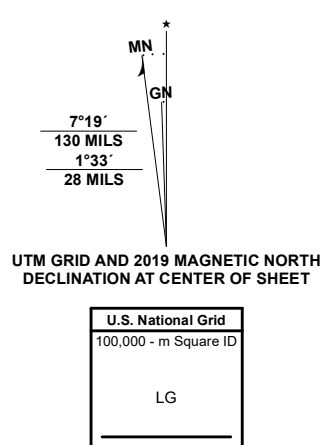 ★
MN
GN
7°19´
130 MILS
1°33´
28 MILS
UTM GRID AND 2019 MAGNETIC NORTH
DECLINATION AT CENTER OF SHEET
U.S. National Grid
100,000 - m Square ID
LG